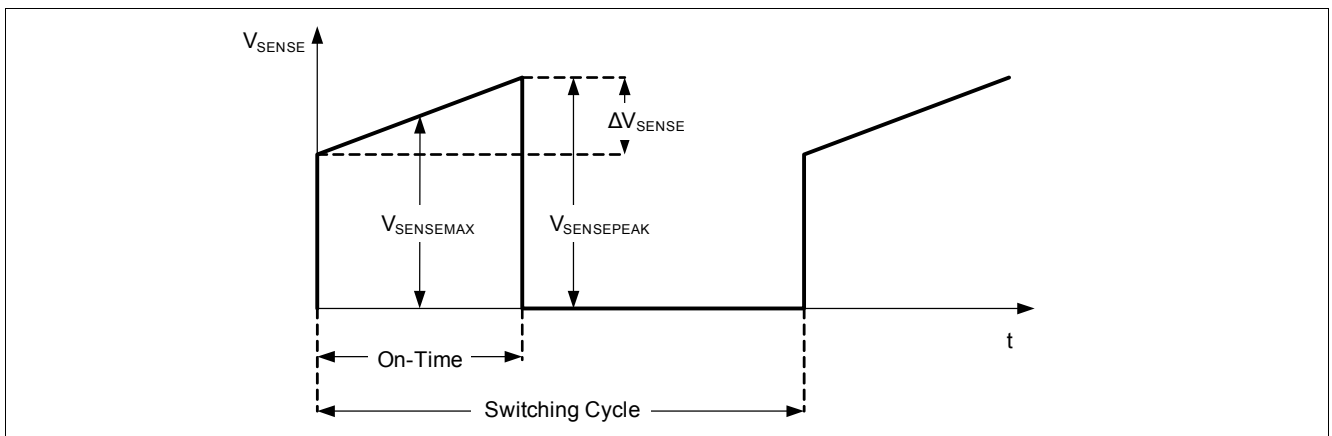 VSENSE
ΔVSENSE
VSENSEMAX
VSENSEPEAK
t
On-Time
Switching Cycle